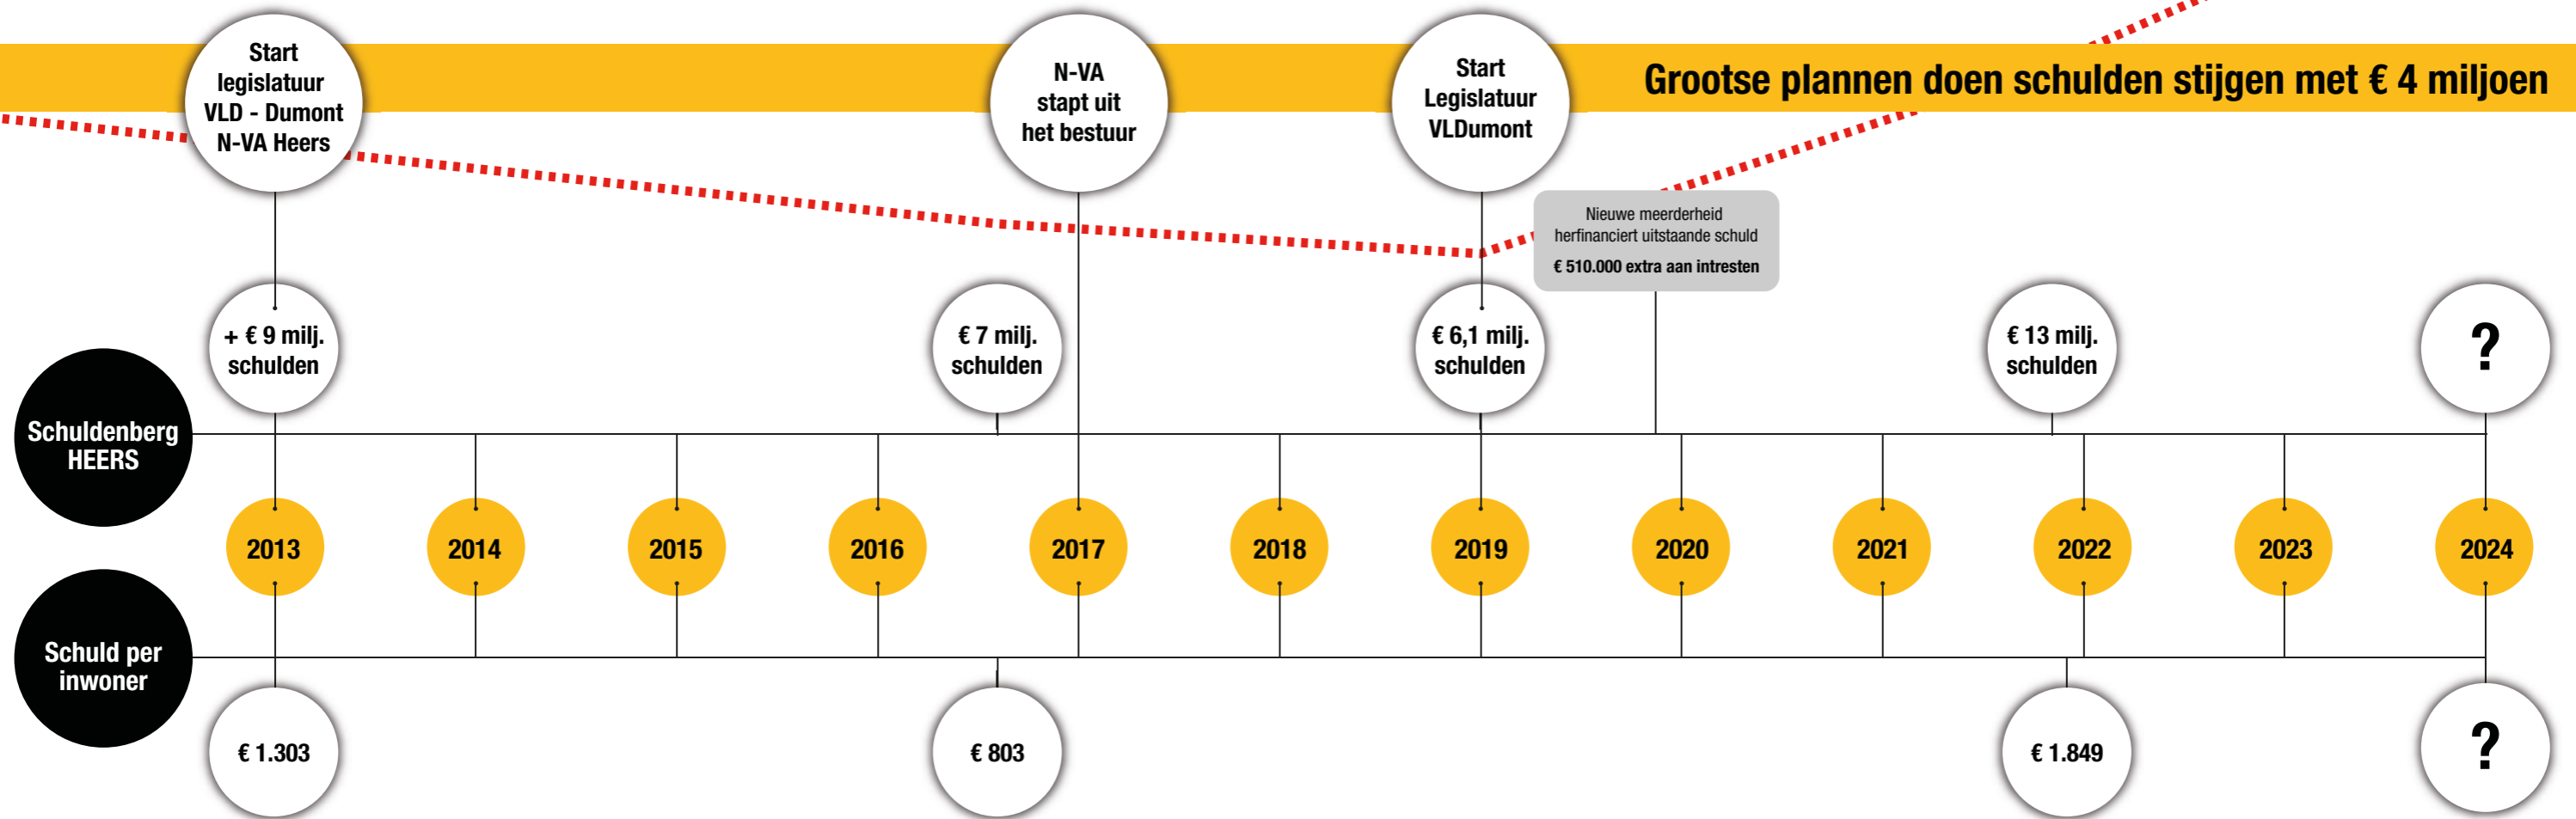 Start
legislatuur
VLD - Dumont
N-VA Heers
N-VA
stapt uit
het bestuur
Start
Legislatuur
VLDumont
Grootse plannen doen schulden stijgen met € 4 miljoen
Nieuwe meerderheid
herfinanciert uitstaande schuld
€ 510.000 extra aan intresten
+ € 9 milj.
schulden
€ 7 milj.
schulden
€ 6,1 milj.
schulden
€ 13 milj.
schulden
?
Schuldenberg
HEERS
2013
2014
2015
2016
2017
2018
2019
2020
2021
2022
2023
2024
Schuld per
inwoner
€ 1.303
€ 803
€ 1.849
?